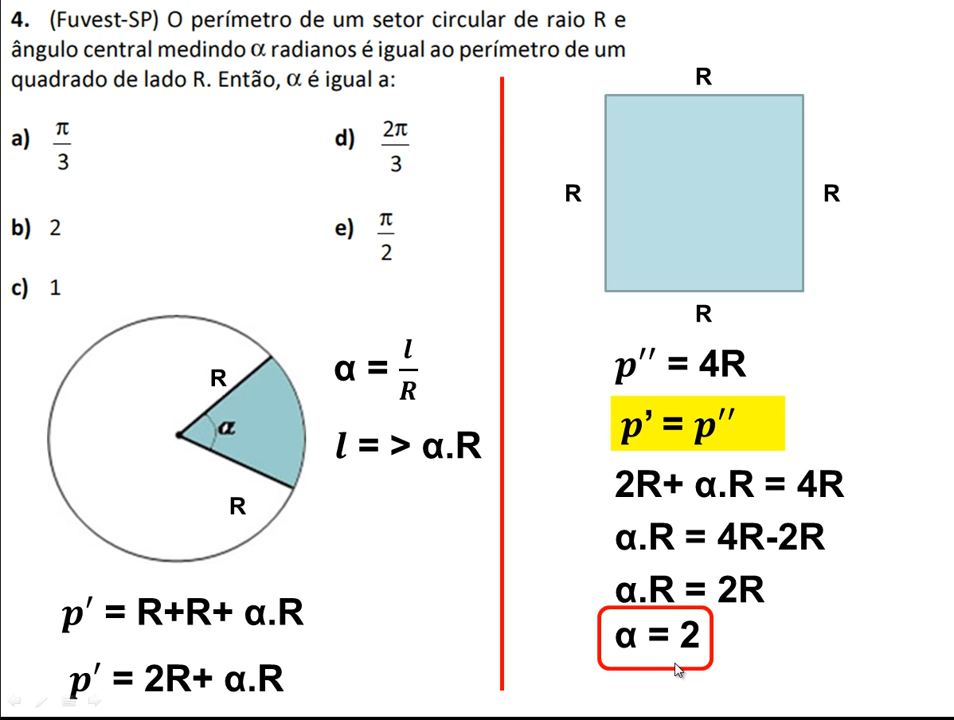 4. (Fuvest-SP) O perímetro de um setor circular de raio R e
ângulo central medindo α radianos é igual ao perímetro de um
quadrado de lado R. Então, α é igual a:
a) π/3
d) 2π/3
b) 2
e) π/2
c) 1
R
α
R
α = l/R
l = > α.R
p′ = R+R+ α.R
p′ = 2R+ α.R
R
R
R
R
p′′ = 4R
p’ = p′′
2R+ α.R = 4R
α.R = 4R-2R
α.R = 2R
α = 2